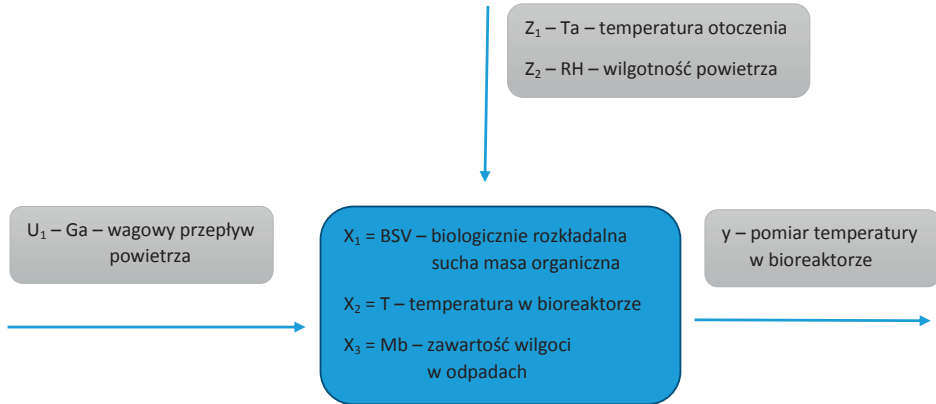 Z₁ – Ta – temperatura otoczenia
Z₂ – RH – wilgotność powietrza
U₁ – Ga – wagowy przepływ
powietrza
X₁ = BSV – biologicznie rozkładalna
sucha masa organiczna
X₂ = T – temperatura w bioreaktorze
X₃ = Mb – zawartość wilgoci
w odpadach
y – pomiar temperatury
w bioreaktorze